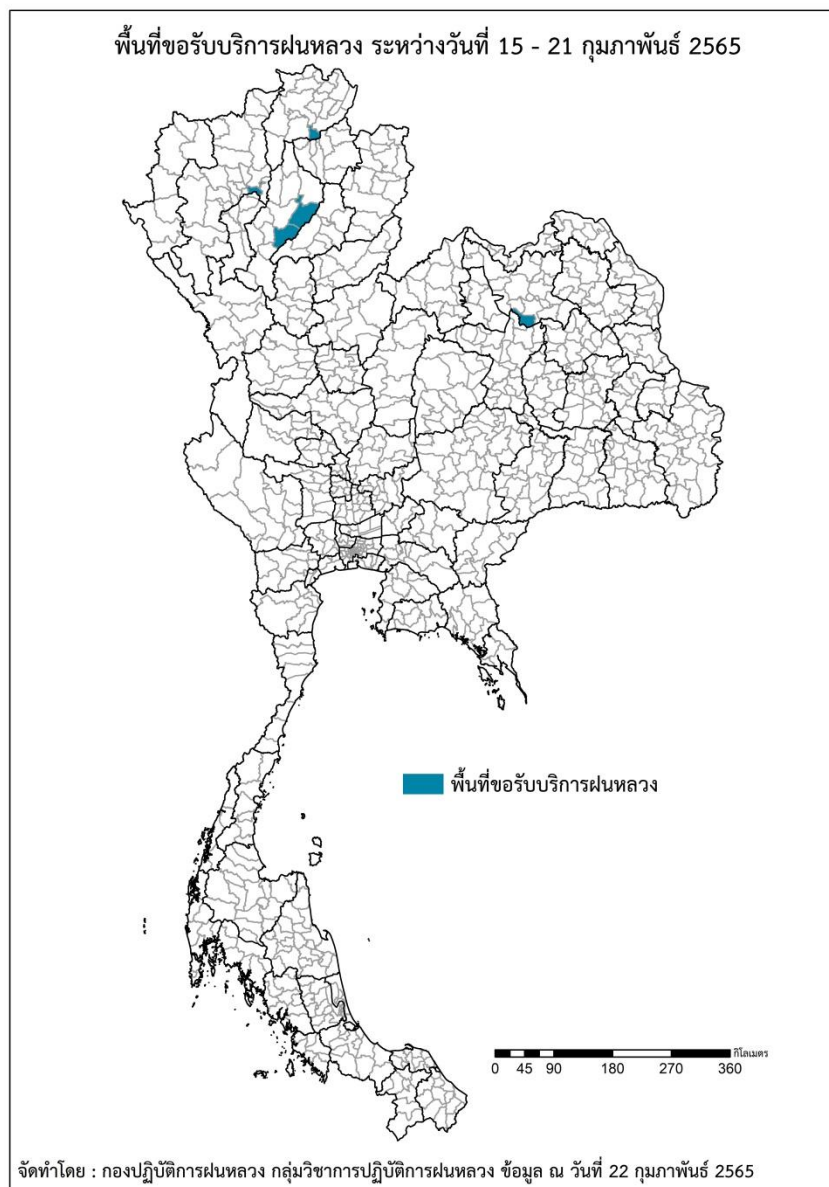 พื้นที่ขอรับบริการฝนหลวง ระหว่างวันที่ 15 - 21 กุมภาพันธ์ 2565
พื้นที่ขอรับบริการฝนหลวง
กิโลเมตร
0 45 90 180 270 360
จัดทำโดย : กองปฏิบัติการฝนหลวง กลุ่มวิชาการปฏิบัติการฝนหลวง ข้อมูล ณ วันที่ 22 กุมภาพันธ์ 2565